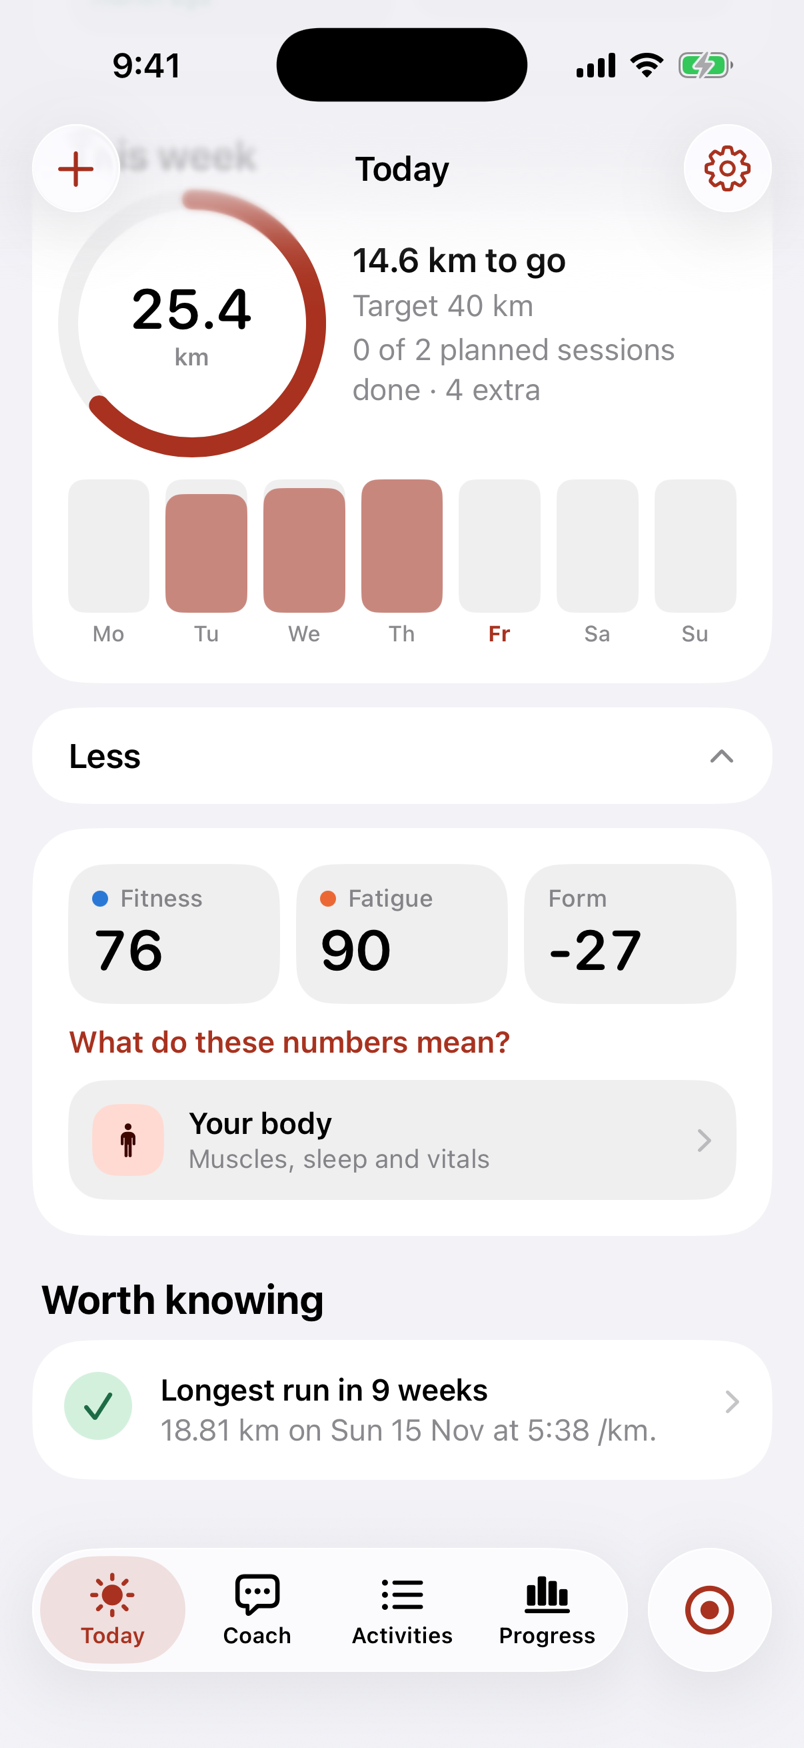 9:41
This week
Today
25.4
km
14.6 km to go
Target 40 km
0 of 2 planned sessions
done · 4 extra
Mo
Tu
We
Th
Fr
Sa
Su
Less
Fitness
76
Fatigue
90
Form
-27
What do these numbers mean?
Your body
Muscles, sleep and vitals
Worth knowing
Longest run in 9 weeks
18.81 km on Sun 15 Nov at 5:38 /km.
Today
Coach
Activities
Progress